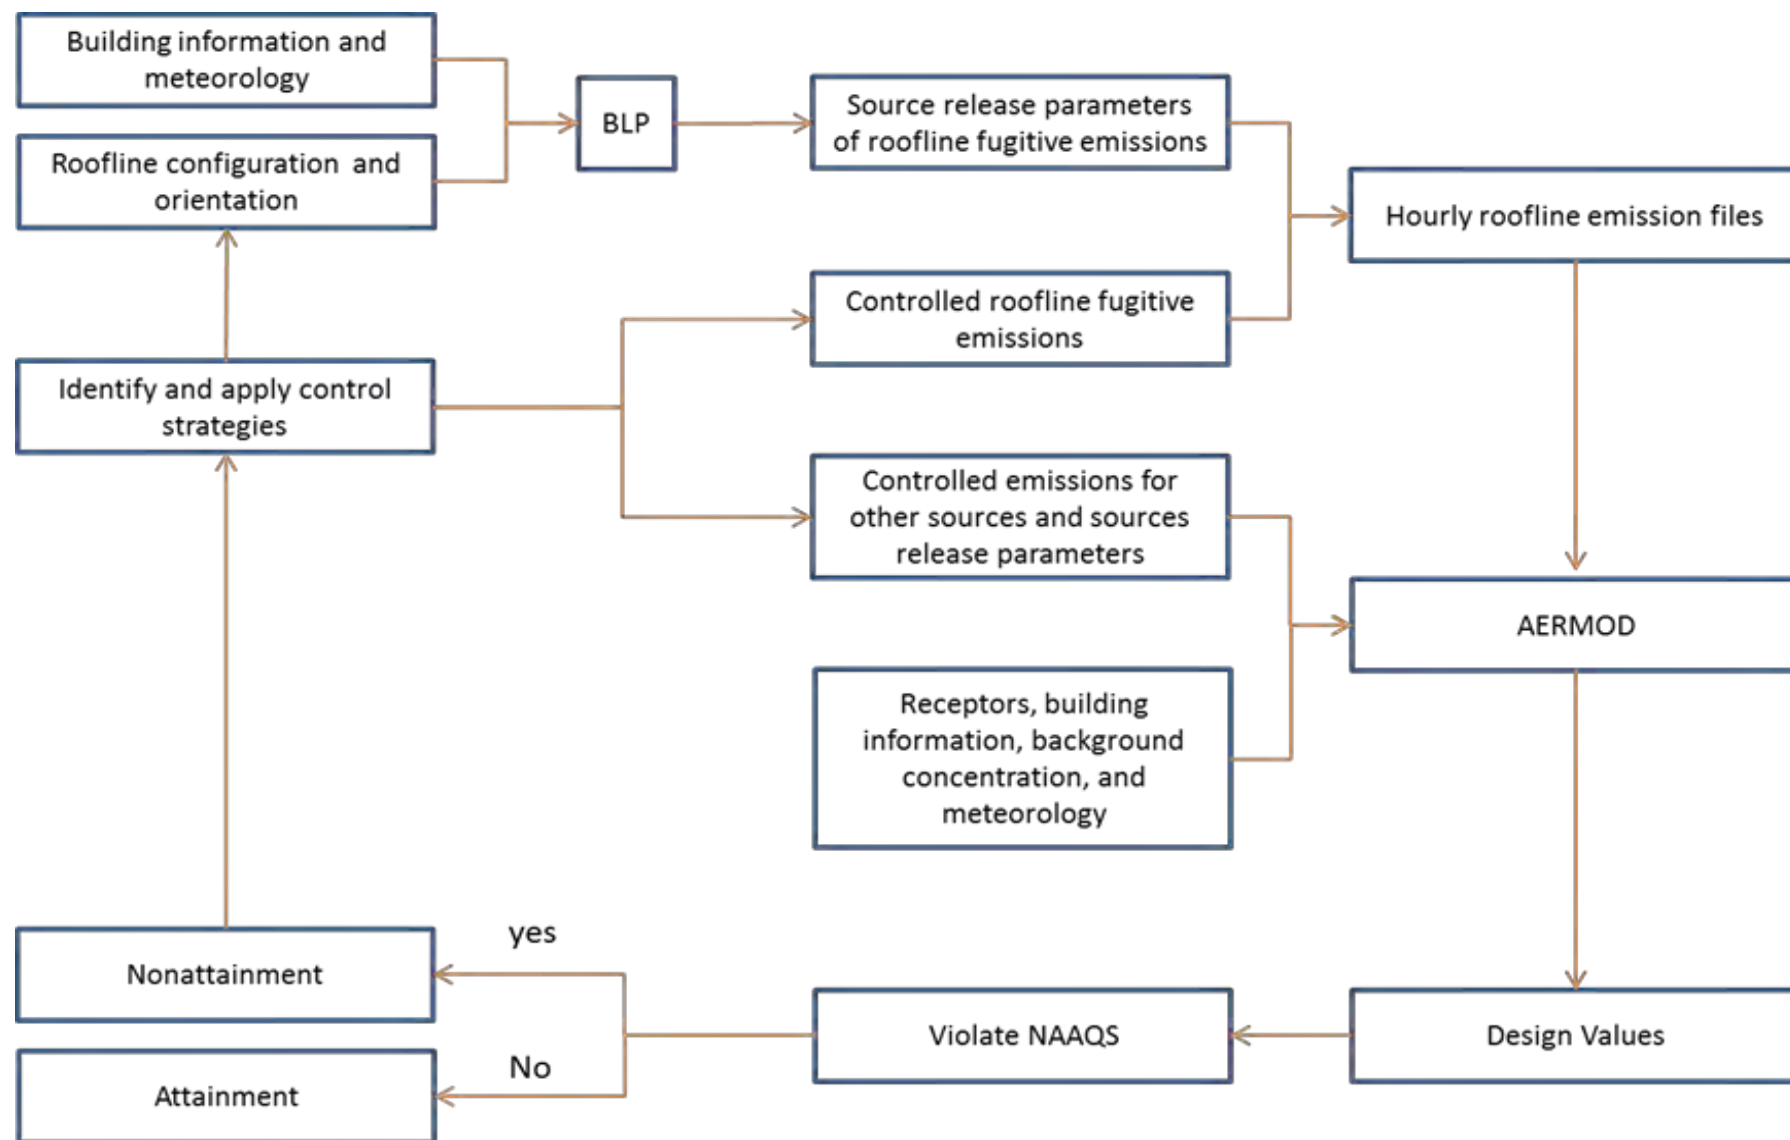 Building information and
meteorology
BLP
Source release parameters
of roofline fugitive emissions
Roofline configuration and
orientation
Hourly roofline emission files
Controlled roofline fugitive
emissions
Identify and apply control
strategies
Controlled emissions for
other sources and sources
release parameters
AERMOD
Receptors, building
information, background
concentration, and
meteorology
yes
Nonattainment
Violate NAAQS
Design Values
No
Attainment